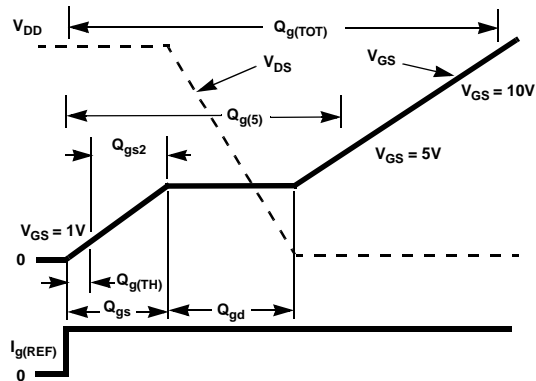 V_DD
Q_g(TOT)
V_DS
V_GS
V_GS = 10V
Q_g(5)
Q_gs2
V_GS = 5V
V_GS = 1V
0
Q_g(TH)
Q_gs
Q_gd
I_g(REF)
0